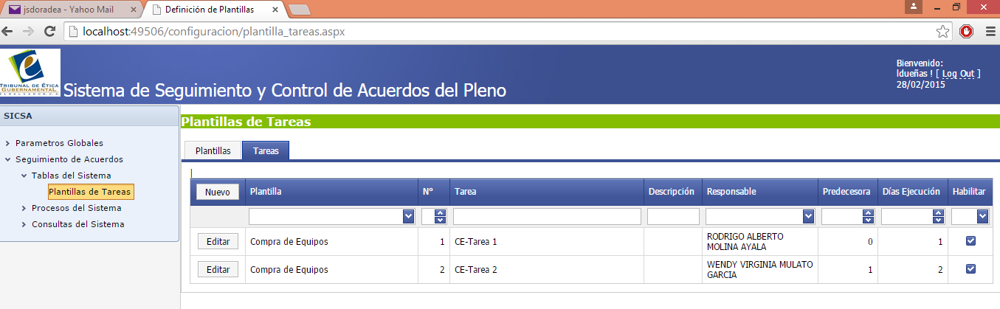 jsdoradea - Yahoo Mail
Definición de Plantillas
localhost:49506/configuracion/plantilla_tareas.aspx
TRIBUNAL DE ÉTICA
GUBERNAMENTAL
EL SALVADOR, C.A.
Sistema de Seguimiento y Control de Acuerdos del Pleno
Bienvenido:
ldueñas ! [ Log Out ]
28/02/2015
SICSA
Parametros Globales
Seguimiento de Acuerdos
Tablas del Sistema
Plantillas de Tareas
Procesos del Sistema
Consultas del Sistema
Plantillas de Tareas
Plantillas Tareas
|
Nuevo Plantilla N° Tarea Descripción Responsable Predecesora Días Ejecución Habilitar
Editar Compra de Equipos 1 CE-Tarea 1 RODRIGO ALBERTO MOLINA AYALA 0 1
Editar Compra de Equipos 2 CE-Tarea 2 WENDY VIRGINIA MULATO GARCIA 1 2